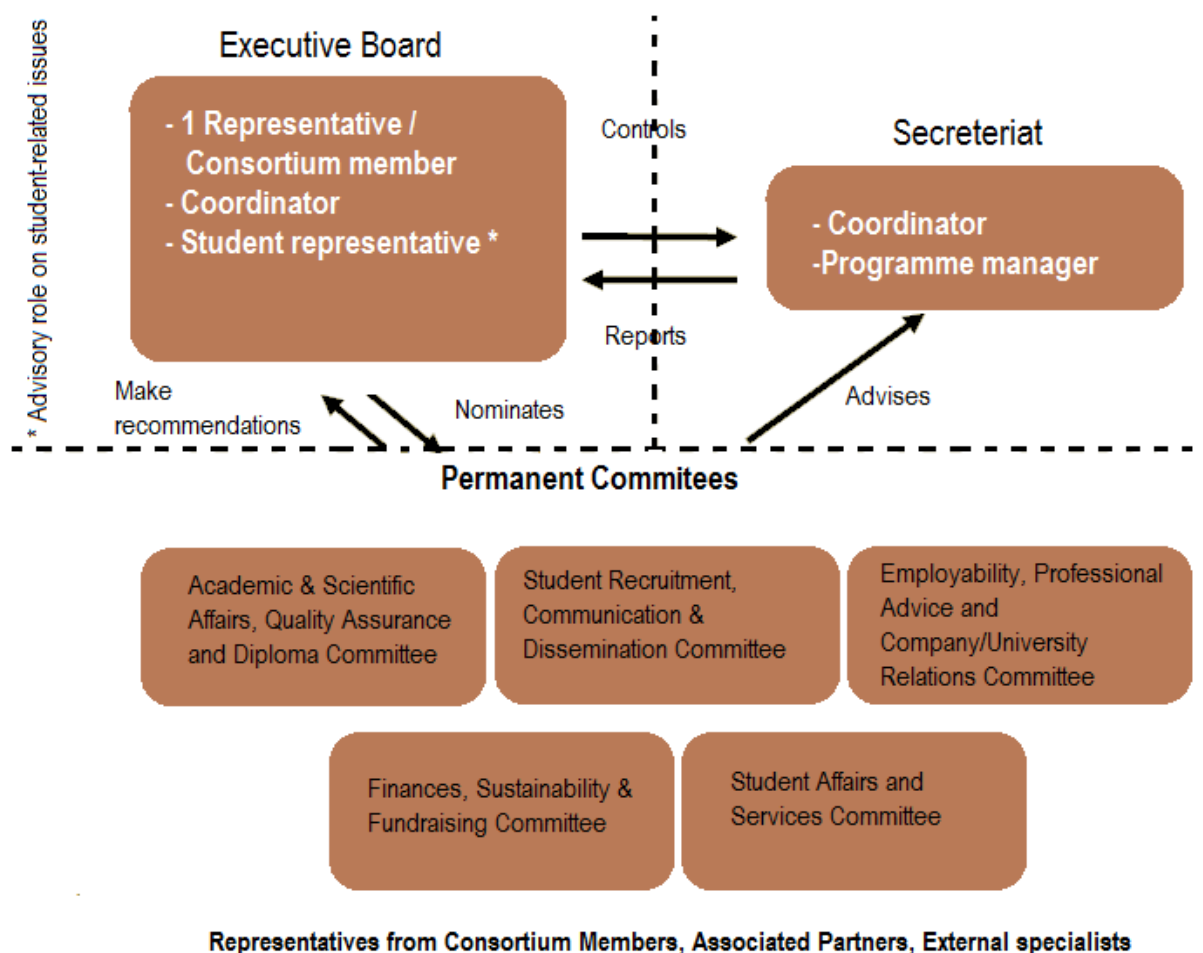 * Advisory role on student-related issues
Executive Board
- 1 Representative /
Consortium member
- Coordinator
- Student representative *
Controls
Secreteriat
- Coordinator
-Programme manager
Reports
Make
recommendations
Nominates
Advises
Permanent Commitees
Academic & Scientific
Affairs, Quality Assurance
and Diploma Committee
Student Recruitment,
Communication &
Dissemination Committee
Employability, Professional
Advice and
Company/University
Relations Committee
Finances, Sustainability &
Fundraising Committee
Student Affairs and
Services Committee
Representatives from Consortium Members, Associated Partners, External specialists